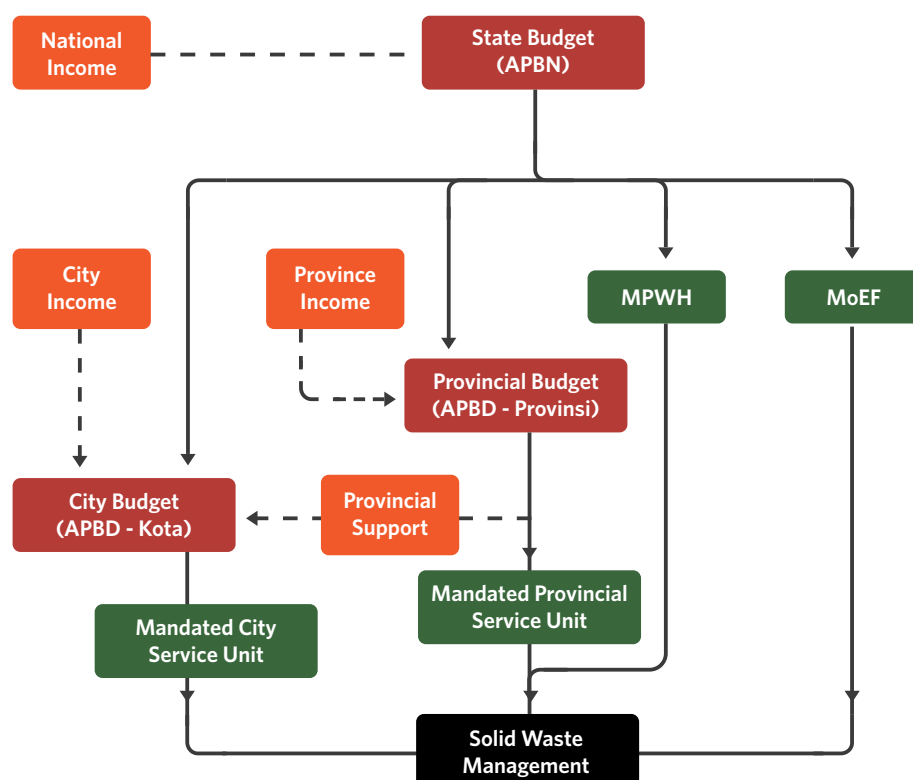 National
Income
State Budget
(APBN)
City
Income
Province
Income
MPWH
MoEF
Provincial Budget
(APBD - Provinsi)
City Budget
(APBD - Kota)
Provincial
Support
Mandated Provincial
Service Unit
Mandated City
Service Unit
Solid Waste
Management